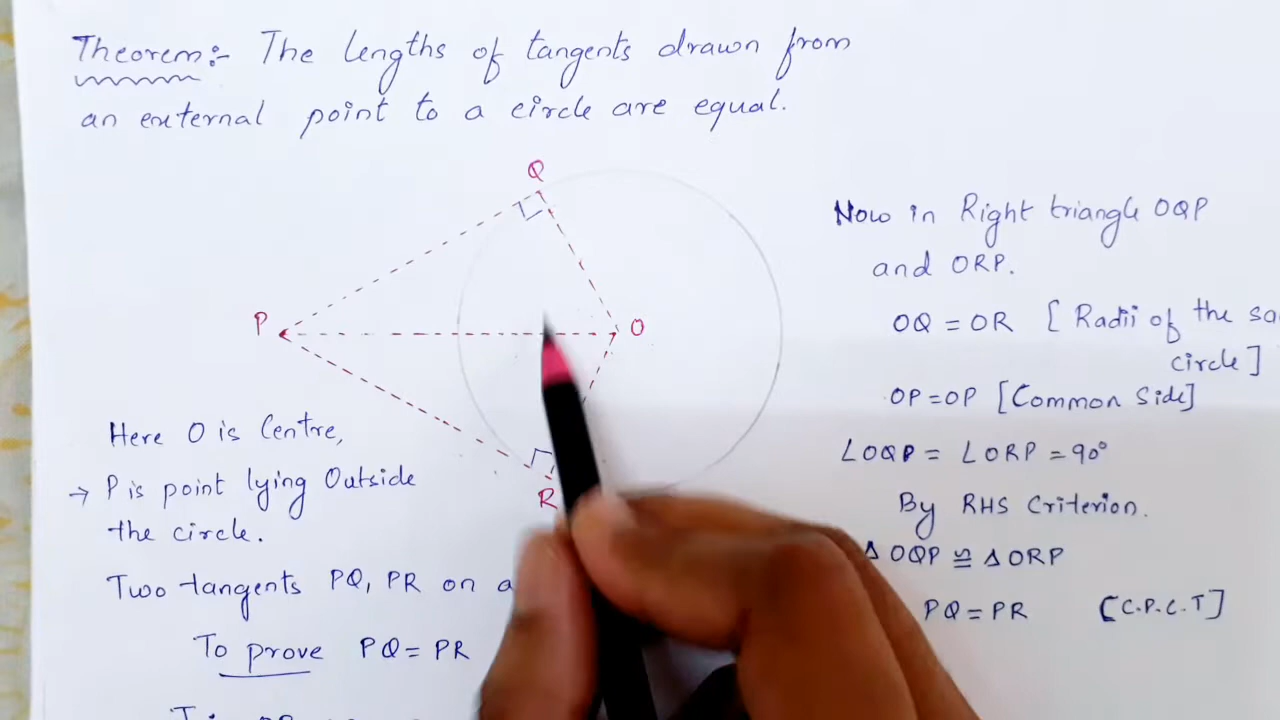 Theorem:- The lengths of tangents drawn from
an external point to a circle are equal.
Q
P
O
R
Here O is Centre,
→ P is point lying Outside
the circle.
Two tangents PQ, PR on a
To prove PQ = PR
Now in Right triangle OQP
and ORP.
OQ = OR [Radii of the
circle]
OP = OP [Common Side]
∠OQP = ∠ORP = 90°
By RHS Criterion.
Δ OQP ≌ Δ ORP
PQ = PR [C.P.C.T]